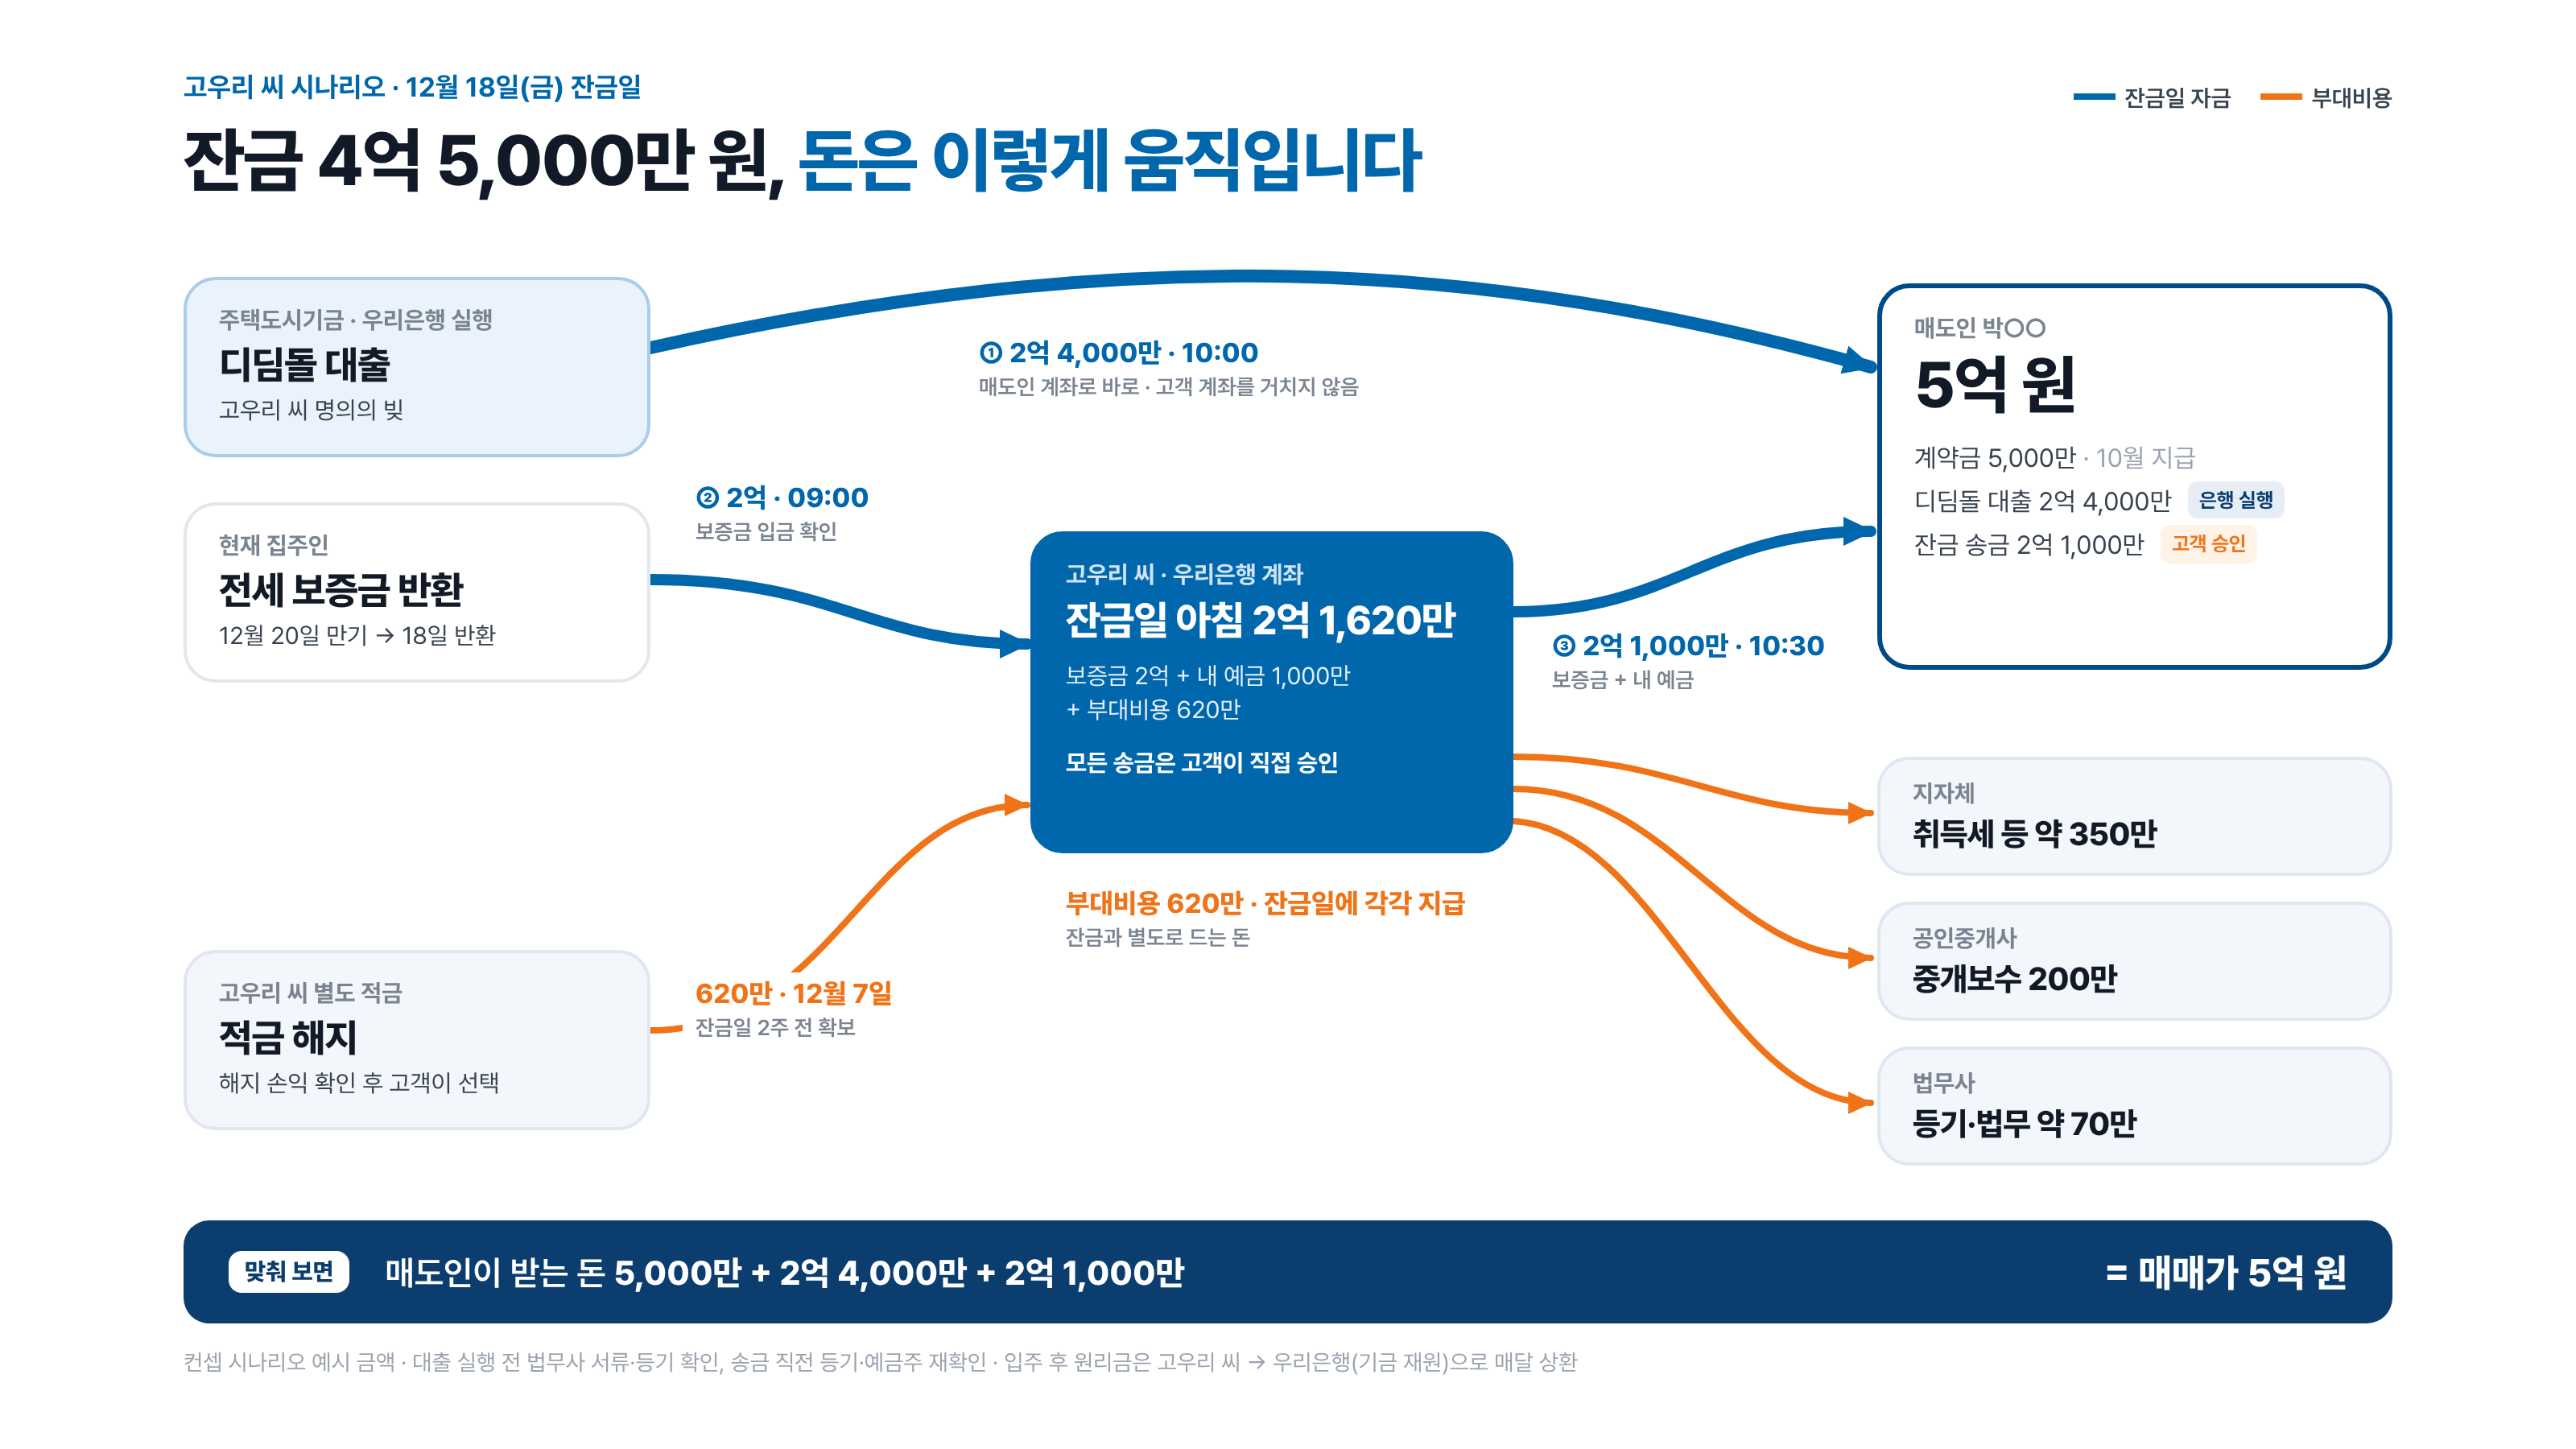 고우리 씨 시나리오 · 12월 18일(금) 잔금일
잔금일 자금
부대비용
잔금 4억 5,000만 원, 돈은 이렇게 움직입니다
주택도시기금 · 우리은행 실행
디딤돌 대출
고우리 씨 명의의 빚
① 2억 4,000만 · 10:00
매도인 계좌로 바로 · 고객 계좌를 거치지 않음
매도인 박○○
5억 원
계약금 5,000만 · 10월 지급
디딤돌 대출 2억 4,000만 은행 실행
잔금 송금 2억 1,000만 고객 승인
② 2억 · 09:00
보증금 입금 확인
현재 집주인
전세 보증금 반환
12월 20일 만기 → 18일 반환
고우리 씨 · 우리은행 계좌
잔금일 아침 2억 1,620만
보증금 2억 + 내 예금 1,000만
+ 부대비용 620만
모든 송금은 고객이 직접 승인
③ 2억 1,000만 · 10:30
보증금 + 내 예금
지자체
취득세 등 약 350만
부대비용 620만 · 잔금일에 각각 지급
잔금과 별도로 드는 돈
공인중개사
중개보수 200만
고우리 씨 별도 적금
적금 해지
해지 손익 확인 후 고객이 선택
620만 · 12월 7일
잔금일 2주 전 확보
법무사
등기·법무 약 70만
맞춰 보면
매도인이 받는 돈 5,000만 + 2억 4,000만 + 2억 1,000만
= 매매가 5억 원
컨셉 시나리오 예시 금액 · 대출 실행 전 법무사 서류·등기 확인, 송금 직전 등기·예금주 재확인 · 입주 후 원리금은 고우리 씨 → 우리은행(기금 재원)으로 매달 상환